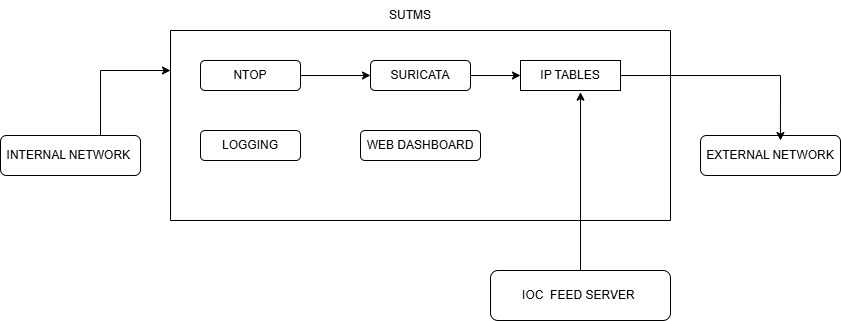 SUTMS
NTOP
SURICATA
IP TABLES
INTERNAL NETWORK
LOGGING
WEB DASHBOARD
EXTERNAL NETWORK
IOC FEED SERVER